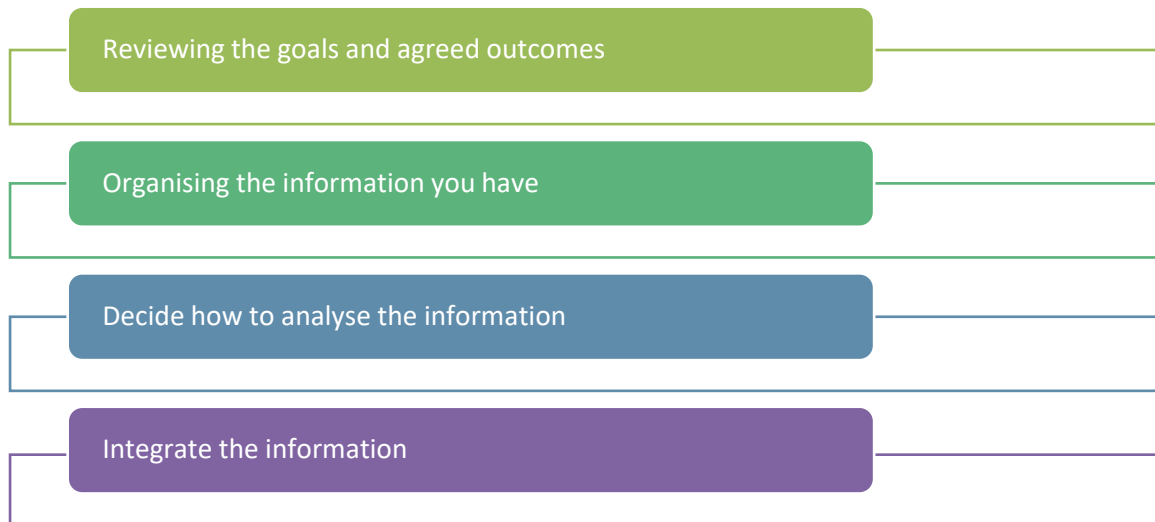 Reviewing the goals and agreed outcomes
Organising the information you have
Decide how to analyse the information
Integrate the information